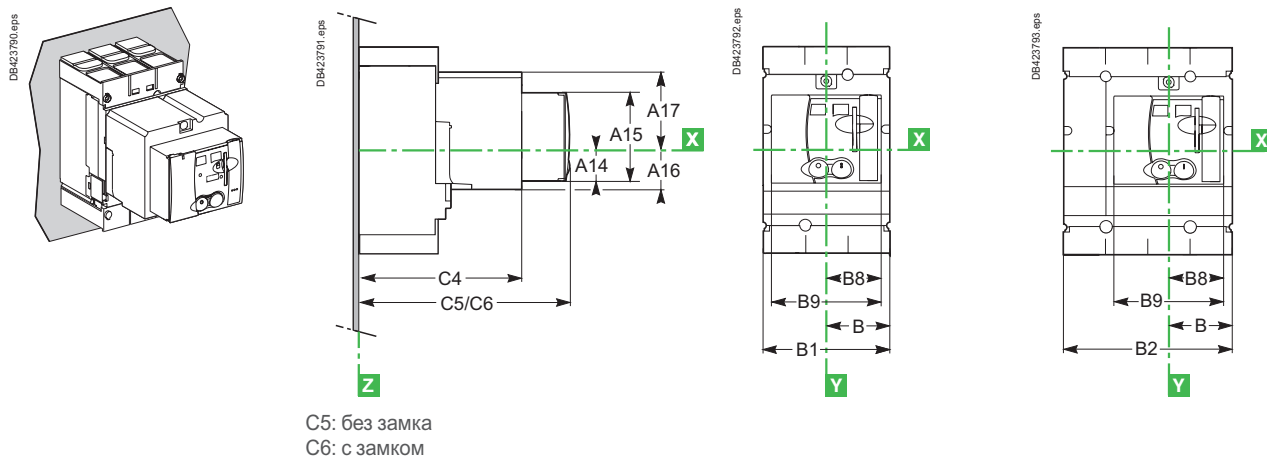 DB423790.eps
DB423791.eps
A17
A15
X
A14
A16
C4
C5/C6
Z
C5: без замка
C6: с замком
DB423792.eps
X
B8
B9
B
B1
Y
DB423793.eps
X
B8
B9
B
B2
Y